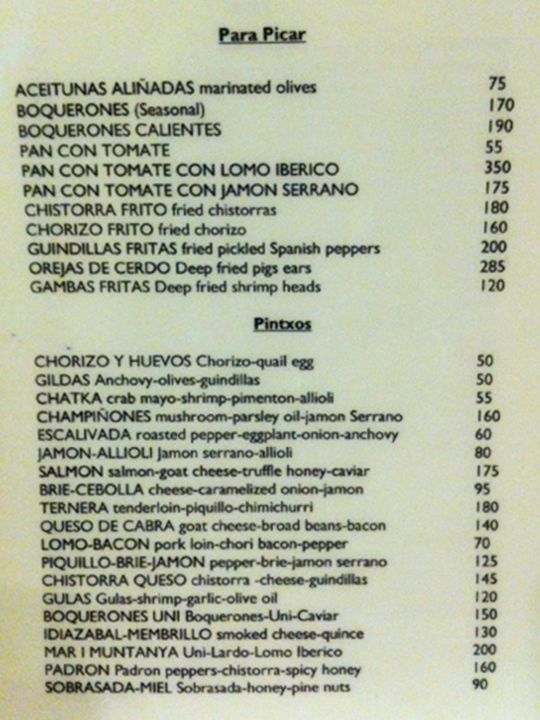 Para Picar
ACEITUNAS ALIÑADAS marinated olives 75
BOQUERONES (Seasonal) 170
BOQUERONES CALIENTES 190
PAN CON TOMATE 55
PAN CON TOMATE CON LOMO IBERICO 350
PAN CON TOMATE CON JAMON SERRANO 175
CHISTORRA FRITO fried chistorras 180
CHORIZO FRITO fried chorizo 160
GUINDILLAS FRITAS fried pickled Spanish peppers 200
OREJAS DE CERDO Deep fried pigs ears 285
GAMBAS FRITAS Deep fried shrimp heads 120
Pintxos
CHORIZO Y HUEVOS Chorizo-quail egg 50
GILDAS Anchovy-olives-guindillas 50
CHATKA crab mayo-shrimp-pimenton-allioli 55
CHAMPIÑONES mushroom-parsley oil-jamon Serrano 160
ESCALIVADA roasted pepper-eggplant-onion-anchovy 60
JAMON-ALLIOLI Jamon serrano-allioli 80
SALMON salmon-goat cheese-truffle honey-caviar 175
BRIE-CEBOLLA cheese-caramelized onion-jamon 95
TERNERA tenderloin-piquillo-chimichurri 180
QUESO DE CABRA goat cheese-broad beans-bacon 140
LOMO-BACON pork loin-chori bacon-pepper 70
PIQUILLO-BRIE-JAMON pepper-brie-jamon serrano 125
CHISTORRA QUESO chistorra -cheese-guindillas 145
GULAS Gulas-shrimp-garlic-olive oil 120
BOQUERONES UNI Boquerones-Uni-Caviar 150
IDIAZABAL-MEMBRILLO smoked cheese-quince 130
MAR I MUNTANYA Uni-Lardo-Lomo Iberico 200
PADRON Padron peppers-chistorra-spicy honey 160
SOBRASADA-MIEL Sobrasada-honey-pine nuts 90